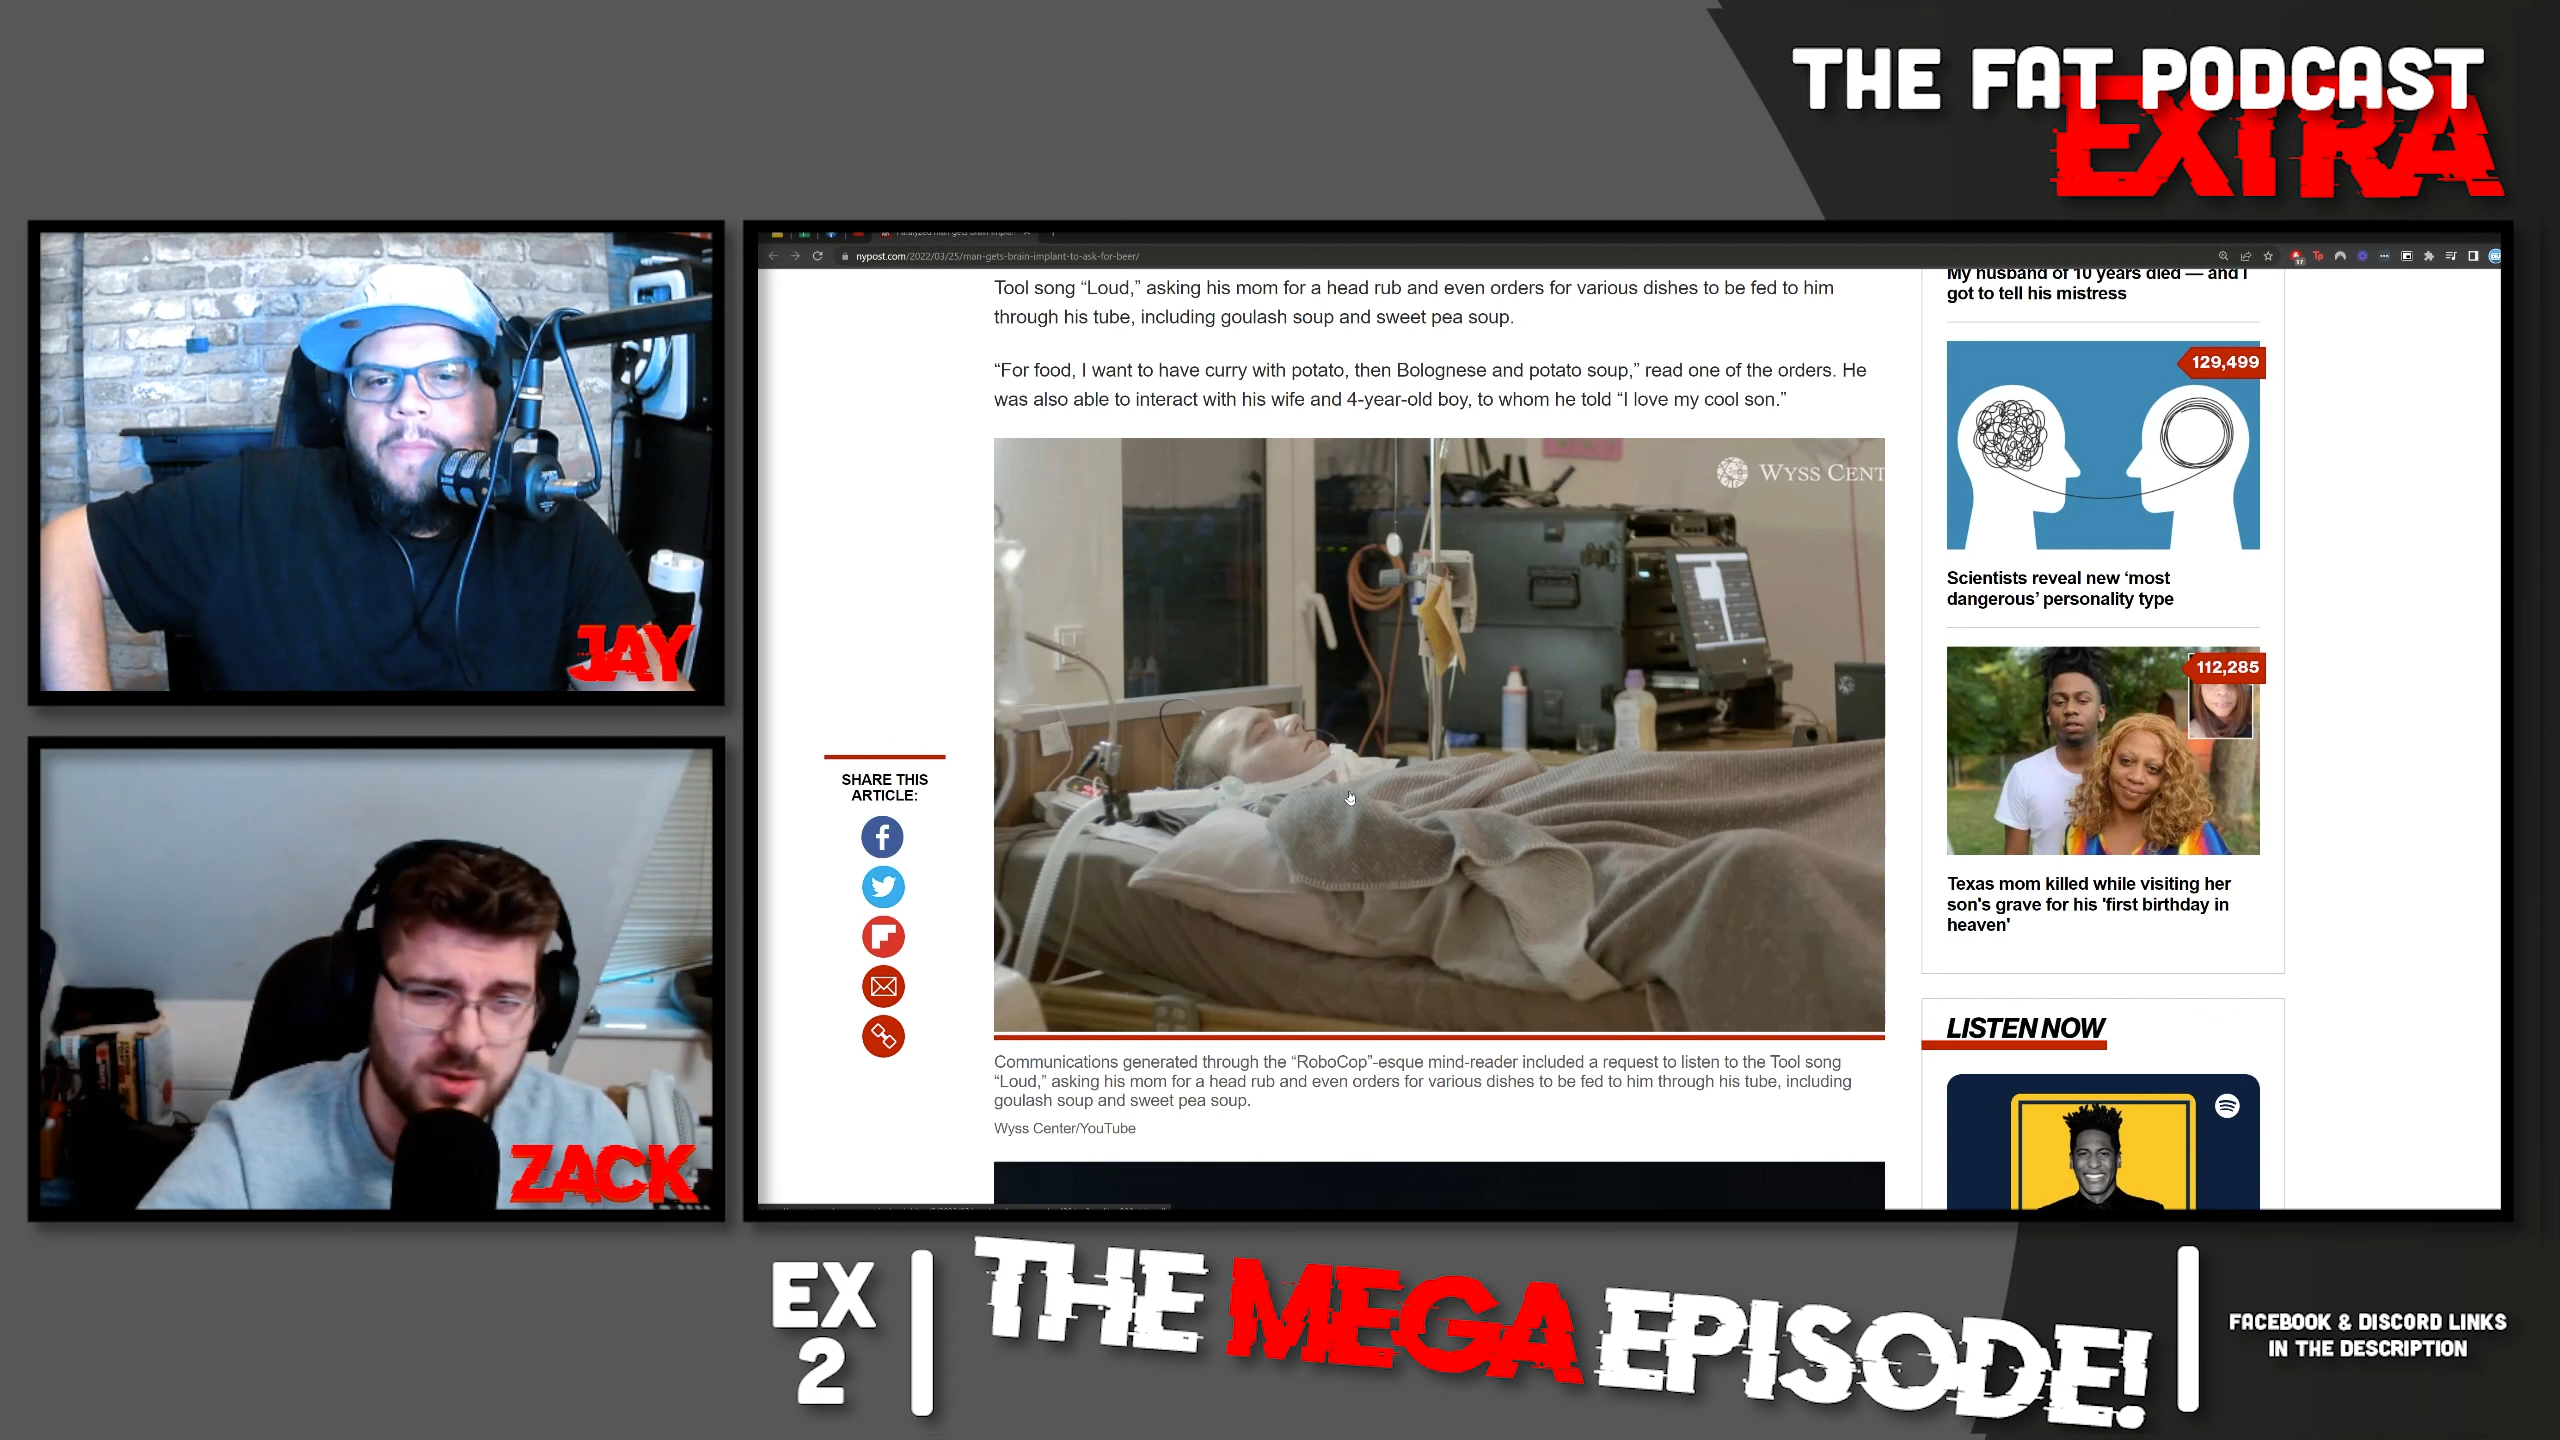 THE FAT PODCAST
EXTRA
nypost.com/2022/03/25/man-gets-brain-implant-to-ask-for-beer/
Tool song “Loud,” asking his mom for a head rub and even orders for various dishes to be fed to him
through his tube, including goulash soup and sweet pea soup.
“For food, I want to have curry with potato, then Bolognese and potato soup,” read one of the orders. He
was also able to interact with his wife and 4-year-old boy, to whom he told “I love my cool son.”
WYSS CENT
SHARE THIS
ARTICLE:
Communications generated through the “RoboCop”-esque mind-reader included a request to listen to the Tool song
“Loud,” asking his mom for a head rub and even orders for various dishes to be fed to him through his tube, including
goulash soup and sweet pea soup.
Wyss Center/YouTube
My husband of 10 years died — and I
got to tell his mistress
129,499
Scientists reveal new ‘most
dangerous’ personality type
112,285
Texas mom killed while visiting her
son's grave for his 'first birthday in
heaven'
LISTEN NOW
JAY
ZACK
EX
2
THE MEGA EPISODE!
FACEBOOK & DISCORD LINKS
IN THE DESCRIPTION